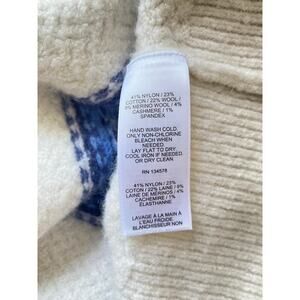 41% NYLON / 23%
COTTON / 22% WOOL /
9% MERINO WOOL / 4%
CASHMERE / 1%
SPANDEX
HAND WASH COLD.
ONLY NON-CHLORINE
BLEACH WHEN
NEEDED.
LAY FLAT TO DRY.
COOL IRON IF NEEDED.
OR DRY CLEAN.
RN 134578
41% NYLON / 23%
COTON / 22% LAINE / 9%
LAINE DE MERINOS / 4%
CACHEMIRE / 1%
ÉLASTHANNE
LAVAGE À LA MAIN À
L'EAU FROIDE.
BLANCHISSEUR NON